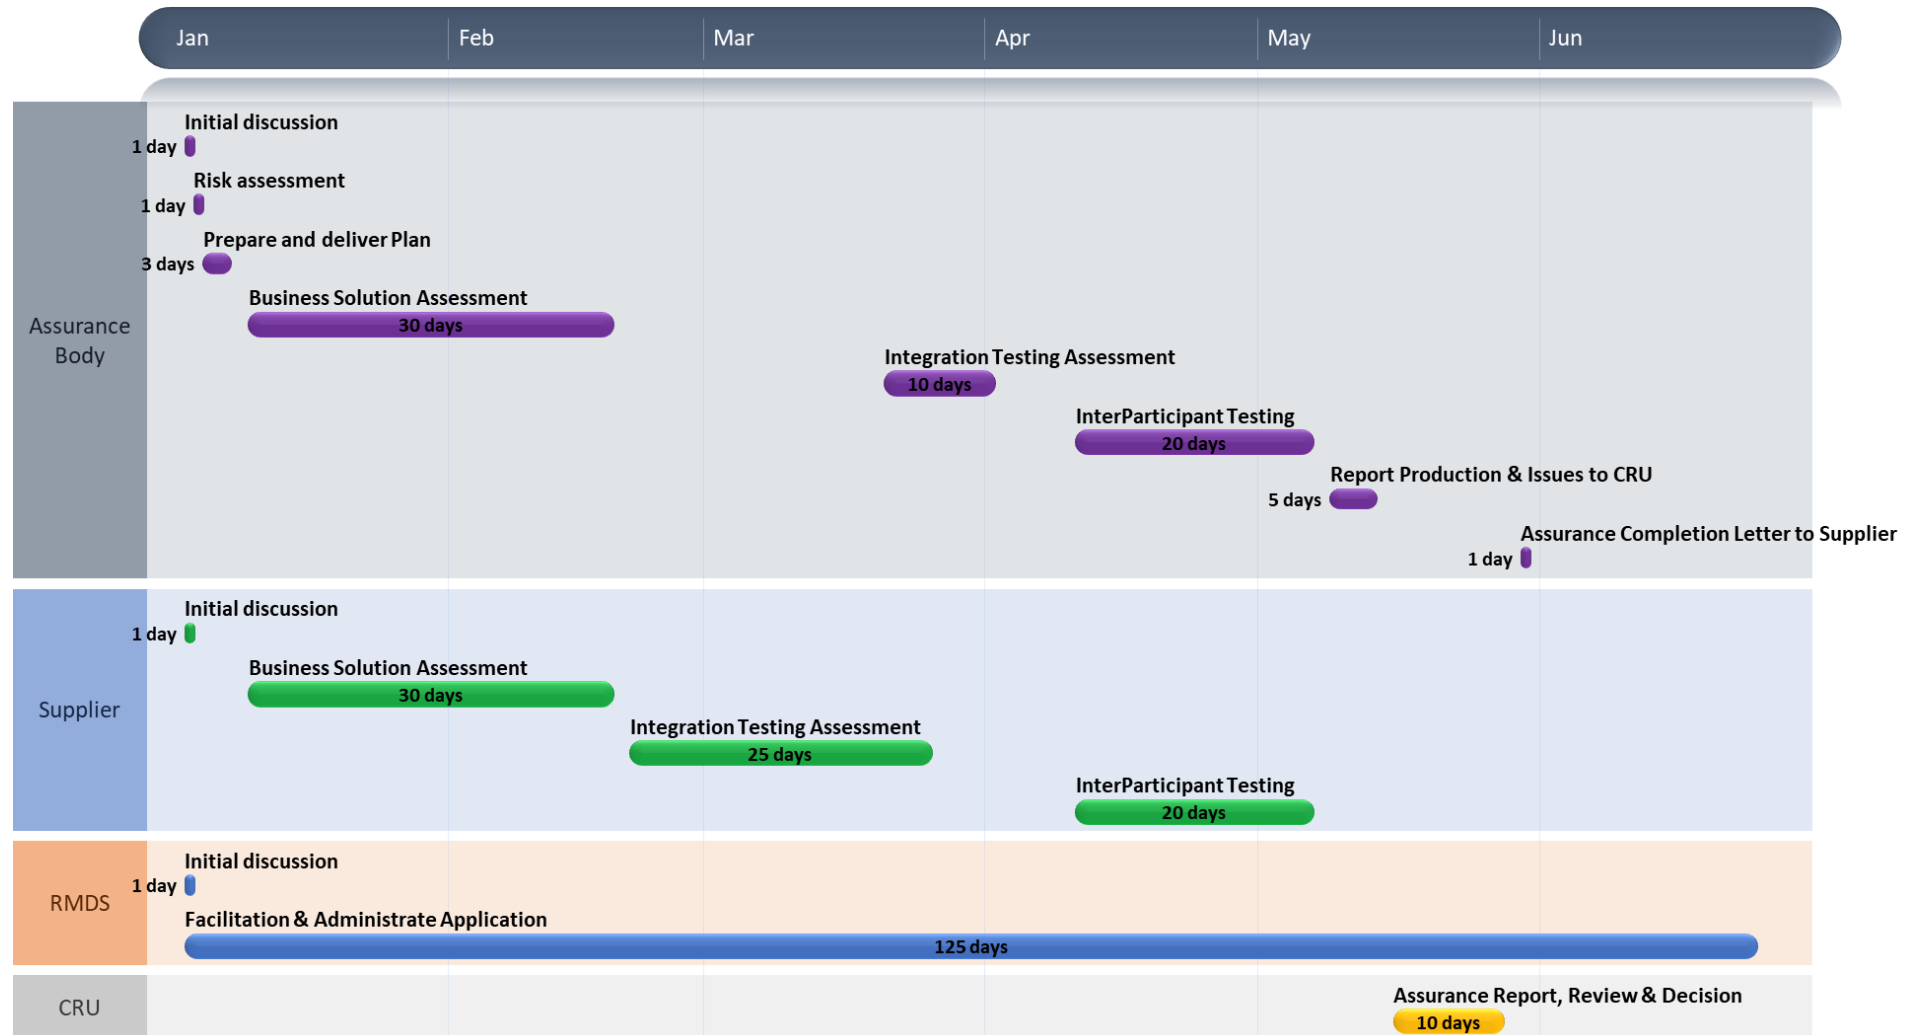 Jan Feb Mar Apr May Jun
Assurance
Body
Initial discussion
1 day
Risk assessment
1 day
Prepare and deliver Plan
3 days
Business Solution Assessment
30 days
Integration Testing Assessment
10 days
InterParticipant Testing
20 days
Report Production & Issues to CRU
5 days
Assurance Completion Letter to Supplier
1 day
Supplier
Initial discussion
1 day
Business Solution Assessment
30 days
Integration Testing Assessment
25 days
InterParticipant Testing
20 days
RMDS
Initial discussion
1 day
Facilitation & Administrate Application
125 days
CRU
Assurance Report, Review & Decision
10 days